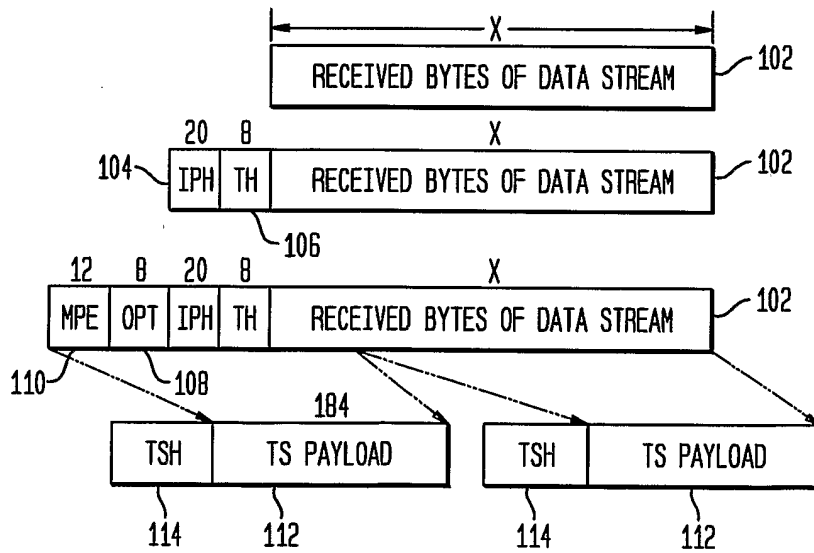 X
RECEIVED BYTES OF DATA STREAM 102
20 8 X
104 IPH TH RECEIVED BYTES OF DATA STREAM 102
106
12 8 20 8 X
MPE OPT IPH TH RECEIVED BYTES OF DATA STREAM 102
110 108
184
TSH TS PAYLOAD TSH TS PAYLOAD
114 112 114 112